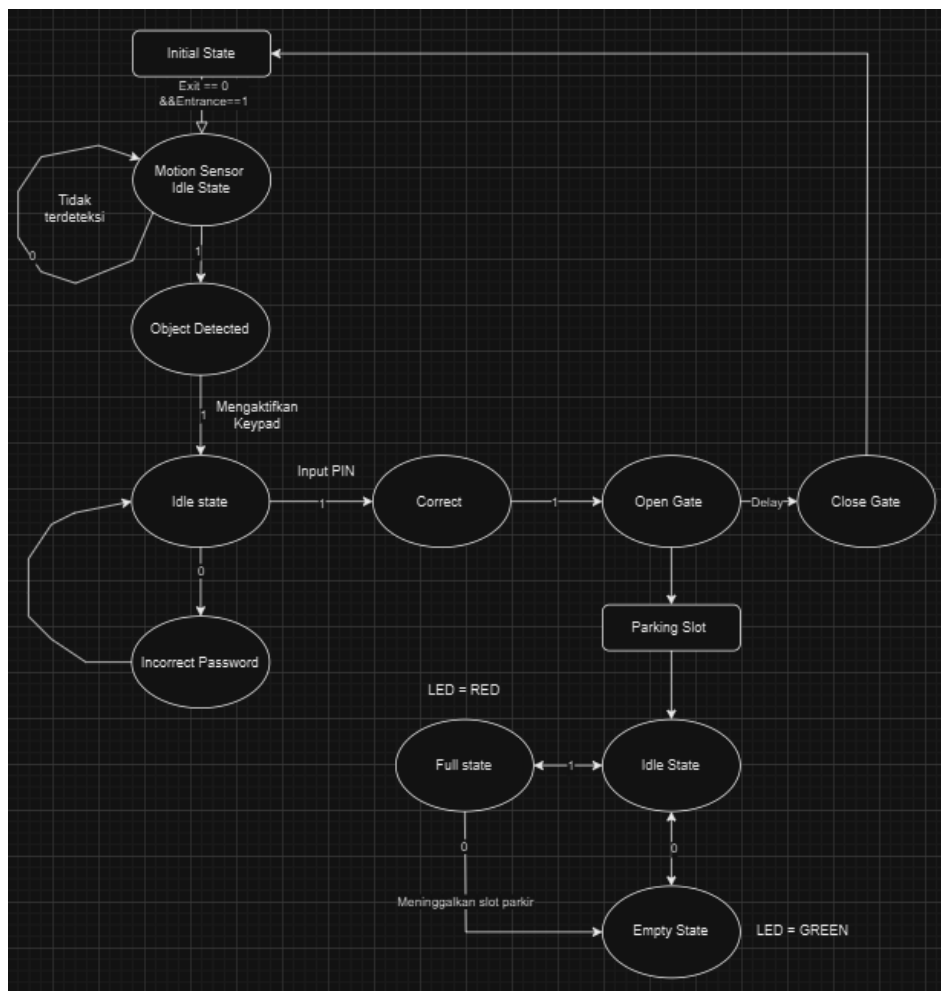 Initial State
Exit == 0
&&Entrance==1
Motion Sensor
Idle State
Tidak
terdeteksi
0
1
Object Detected
1
Mengaktifkan
Keypad
Input PIN
Idle state
1
Correct
1
Open Gate
Delay
Close Gate
0
Parking Slot
Incorrect Password
LED = RED
Full state
1
Idle State
0
0
Meninggalkan slot parkir
Empty State
LED = GREEN